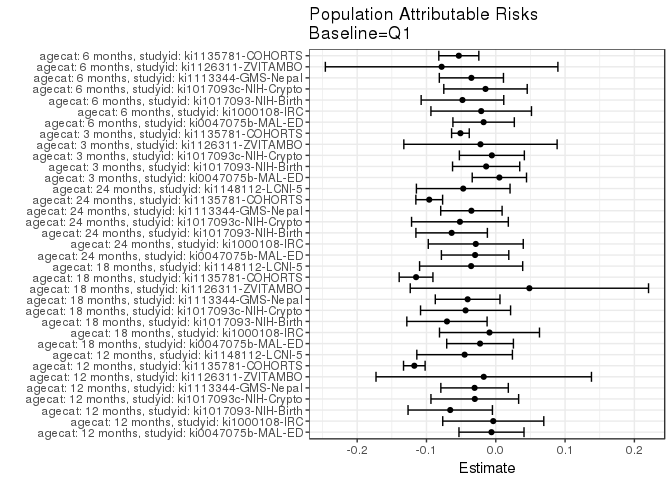 Population Attributable Risks
Baseline=Q1
agecat: 6 months, studyid: ki1135781-COHORTS
agecat: 6 months, studyid: ki1126311-ZVITAMBO
agecat: 6 months, studyid: ki1113344-GMS-Nepal
agecat: 6 months, studyid: ki1017093c-NIH-Crypto
agecat: 6 months, studyid: ki1017093-NIH-Birth
agecat: 6 months, studyid: ki1000108-IRC
agecat: 6 months, studyid: ki0047075b-MAL-ED
agecat: 3 months, studyid: ki1135781-COHORTS
agecat: 3 months, studyid: ki1126311-ZVITAMBO
agecat: 3 months, studyid: ki1017093c-NIH-Crypto
agecat: 3 months, studyid: ki1017093-NIH-Birth
agecat: 3 months, studyid: ki0047075b-MAL-ED
agecat: 24 months, studyid: ki1148112-LCNI-5
agecat: 24 months, studyid: ki1135781-COHORTS
agecat: 24 months, studyid: ki1113344-GMS-Nepal
agecat: 24 months, studyid: ki1017093c-NIH-Crypto
agecat: 24 months, studyid: ki1017093-NIH-Birth
agecat: 24 months, studyid: ki1000108-IRC
agecat: 24 months, studyid: ki0047075b-MAL-ED
agecat: 18 months, studyid: ki1148112-LCNI-5
agecat: 18 months, studyid: ki1135781-COHORTS
agecat: 18 months, studyid: ki1126311-ZVITAMBO
agecat: 18 months, studyid: ki1113344-GMS-Nepal
agecat: 18 months, studyid: ki1017093c-NIH-Crypto
agecat: 18 months, studyid: ki1017093-NIH-Birth
agecat: 18 months, studyid: ki1000108-IRC
agecat: 18 months, studyid: ki0047075b-MAL-ED
agecat: 12 months, studyid: ki1148112-LCNI-5
agecat: 12 months, studyid: ki1135781-COHORTS
agecat: 12 months, studyid: ki1126311-ZVITAMBO
agecat: 12 months, studyid: ki1113344-GMS-Nepal
agecat: 12 months, studyid: ki1017093c-NIH-Crypto
agecat: 12 months, studyid: ki1017093-NIH-Birth
agecat: 12 months, studyid: ki1000108-IRC
agecat: 12 months, studyid: ki0047075b-MAL-ED
-0.2 -0.1 0.0 0.1 0.2
Estimate